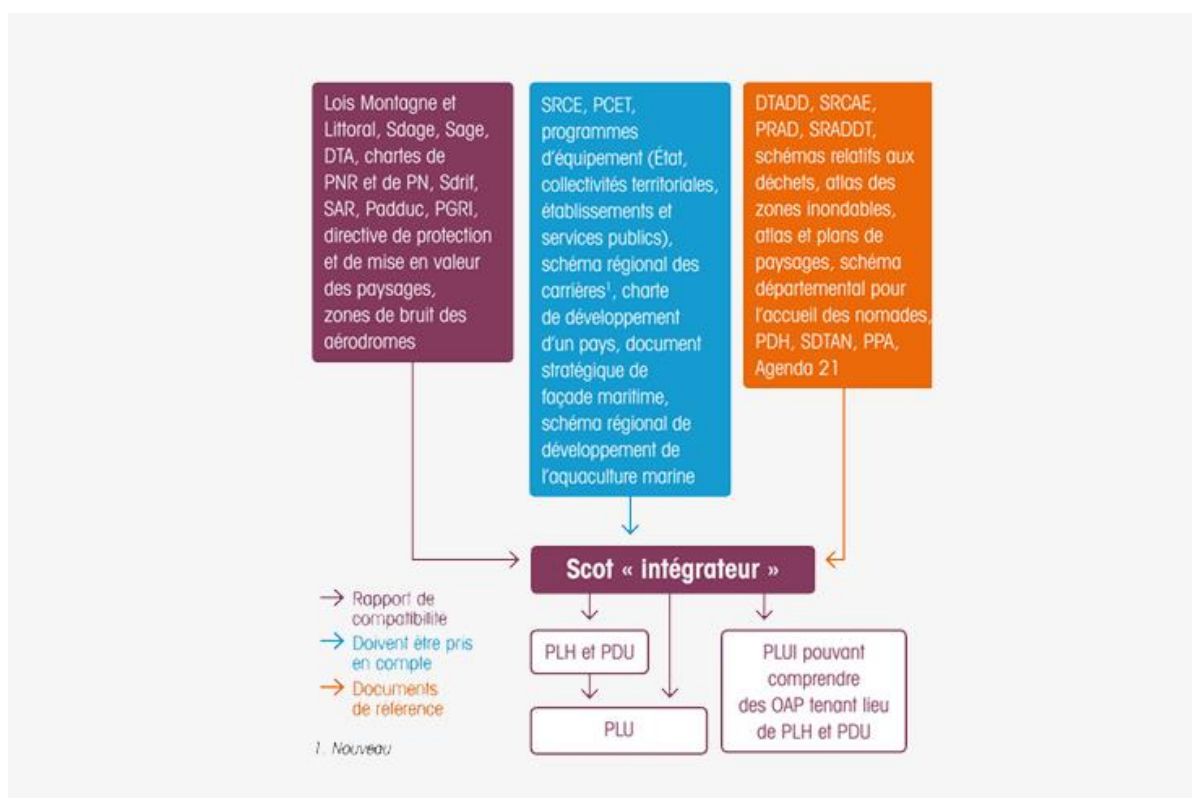 Lois Montagne et
Littoral, Sdage, Sage,
DTA, chartes de
PNR et de PN, Sdrif,
SAR, Padduc, PGRI,
directive de protection
et de mise en valeur
des paysages,
zones de bruit des
aérodromes
SRCE, PCET,
programmes
d'équipement (État,
collectivités territoriales,
établissements et
services publics),
schéma régional des
carrières¹, charte
de développement
d'un pays, document
stratégique de
façade maritime,
schéma régional de
développement de
l'aquaculture marine
DTADD, SRCAE,
PRAD, SRADDT,
schémas relatifs aux
déchets, atlas des
zones inondables,
atlas et plans de
paysages, schéma
départemental pour
l'accueil des nomades,
PDH, SDTAN, PPA,
Agenda 21
Scot « intégrateur »
Rapport de
compatibilité
Doivent être pris
en compte
Documents
de référence
1. Nouveau
PLH et PDU
PLU
PLUI pouvant
comprendre
des OAP tenant lieu
de PLH et PDU